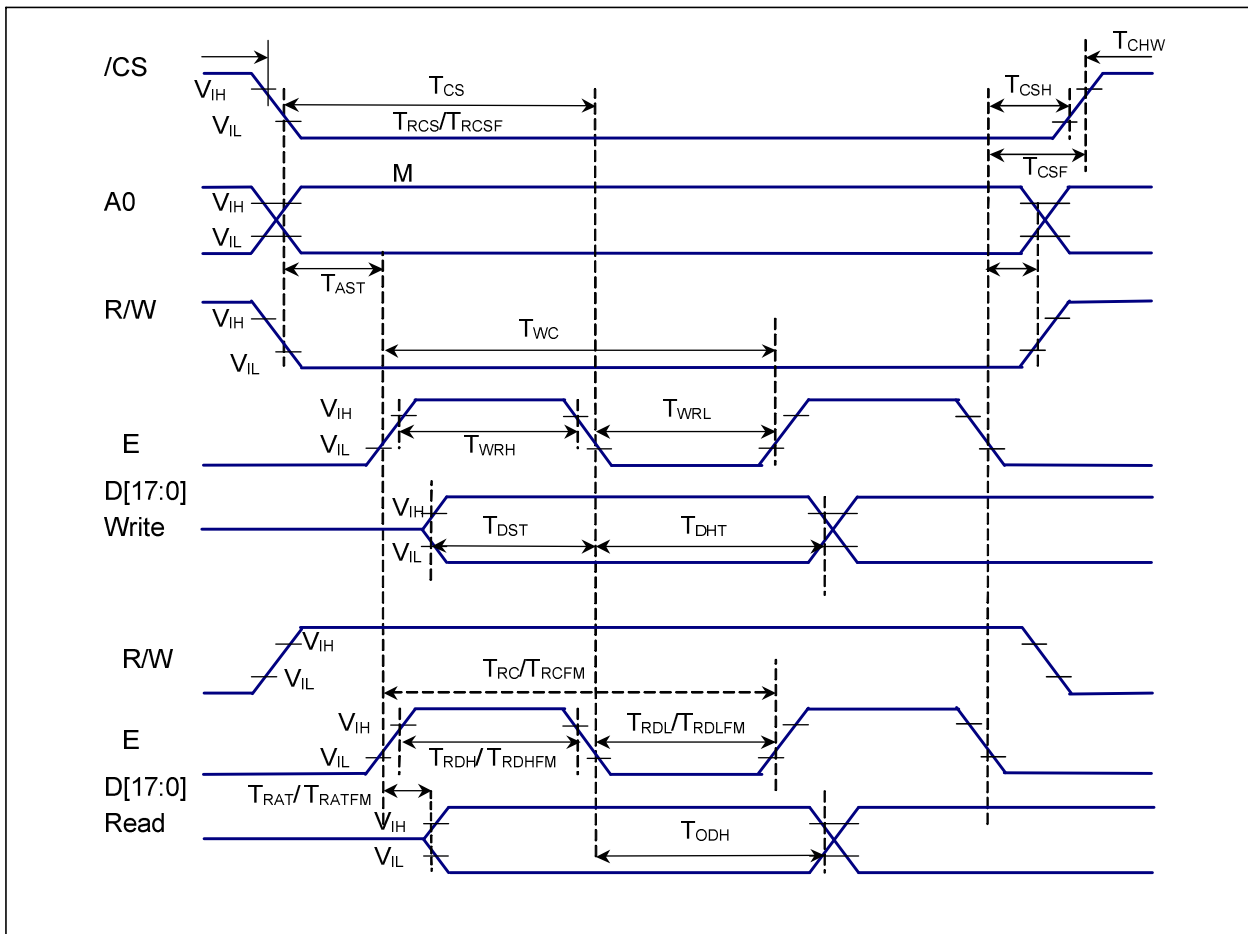 /CS
TCHW
VIH
TCS
TCSH
VIL
TRCS/TRCSF
TCSF
M
A0
VIH
VIL
TAST
R/W
VIH
TWC
VIL
VIH
TWRL
E
VIL
TWRH
D[17:0]
Write
VIH
TDST
TDHT
VIL
R/W
VIH
TRC/TRCFM
VIL
E
VIH
TRDL/TRDLFM
VIL
TRDH/TRDHFM
D[17:0]
Read
TRAT/TRATFM
VIH
TODH
VIL